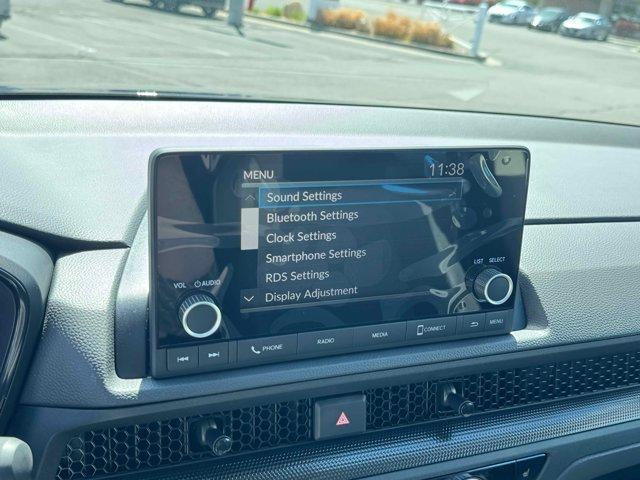 MENU 11:38
Sound Settings
Bluetooth Settings
Clock Settings
Smartphone Settings
RDS Settings
Display Adjustment
VOL AUDIO
LIST SELECT
PHONE RADIO MEDIA CONNECT MENU